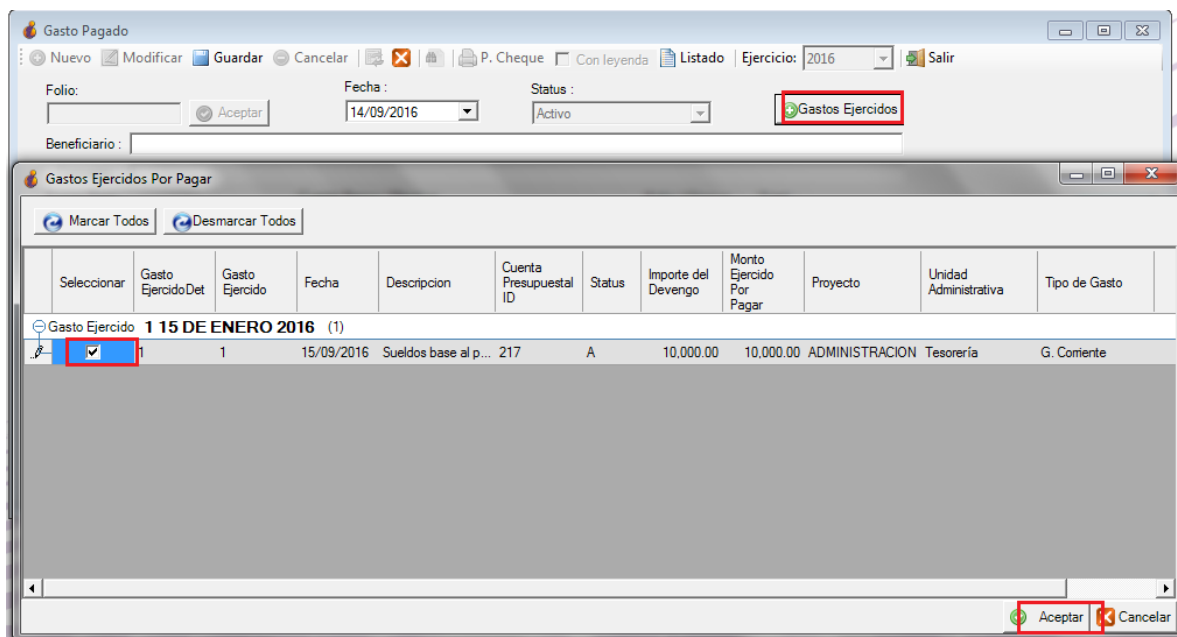 Gasto Pagado
Nuevo Modificar Guardar Cancelar P. Cheque Con leyenda Listado Ejercicio: 2016 Salir
Folio: Fecha : Status :
Aceptar 14/09/2016 Activo Gastos Ejercidos
Beneficiario :
Gastos Ejercidos Por Pagar
Marcar Todos Desmarcar Todos
Seleccionar Gasto EjercidoDet Gasto Ejercido Fecha Descripcion Cuenta Presupuestal ID Status Importe del Devengo Monto Ejercido Por Pagar Proyecto Unidad Administrativa Tipo de Gasto
Gasto Ejercido 1 15 DE ENERO 2016 (1)
1 1 15/09/2016 Sueldos base al p... 217 A 10,000.00 10,000.00 ADMINISTRACION Tesorería G. Corriente
Aceptar Cancelar